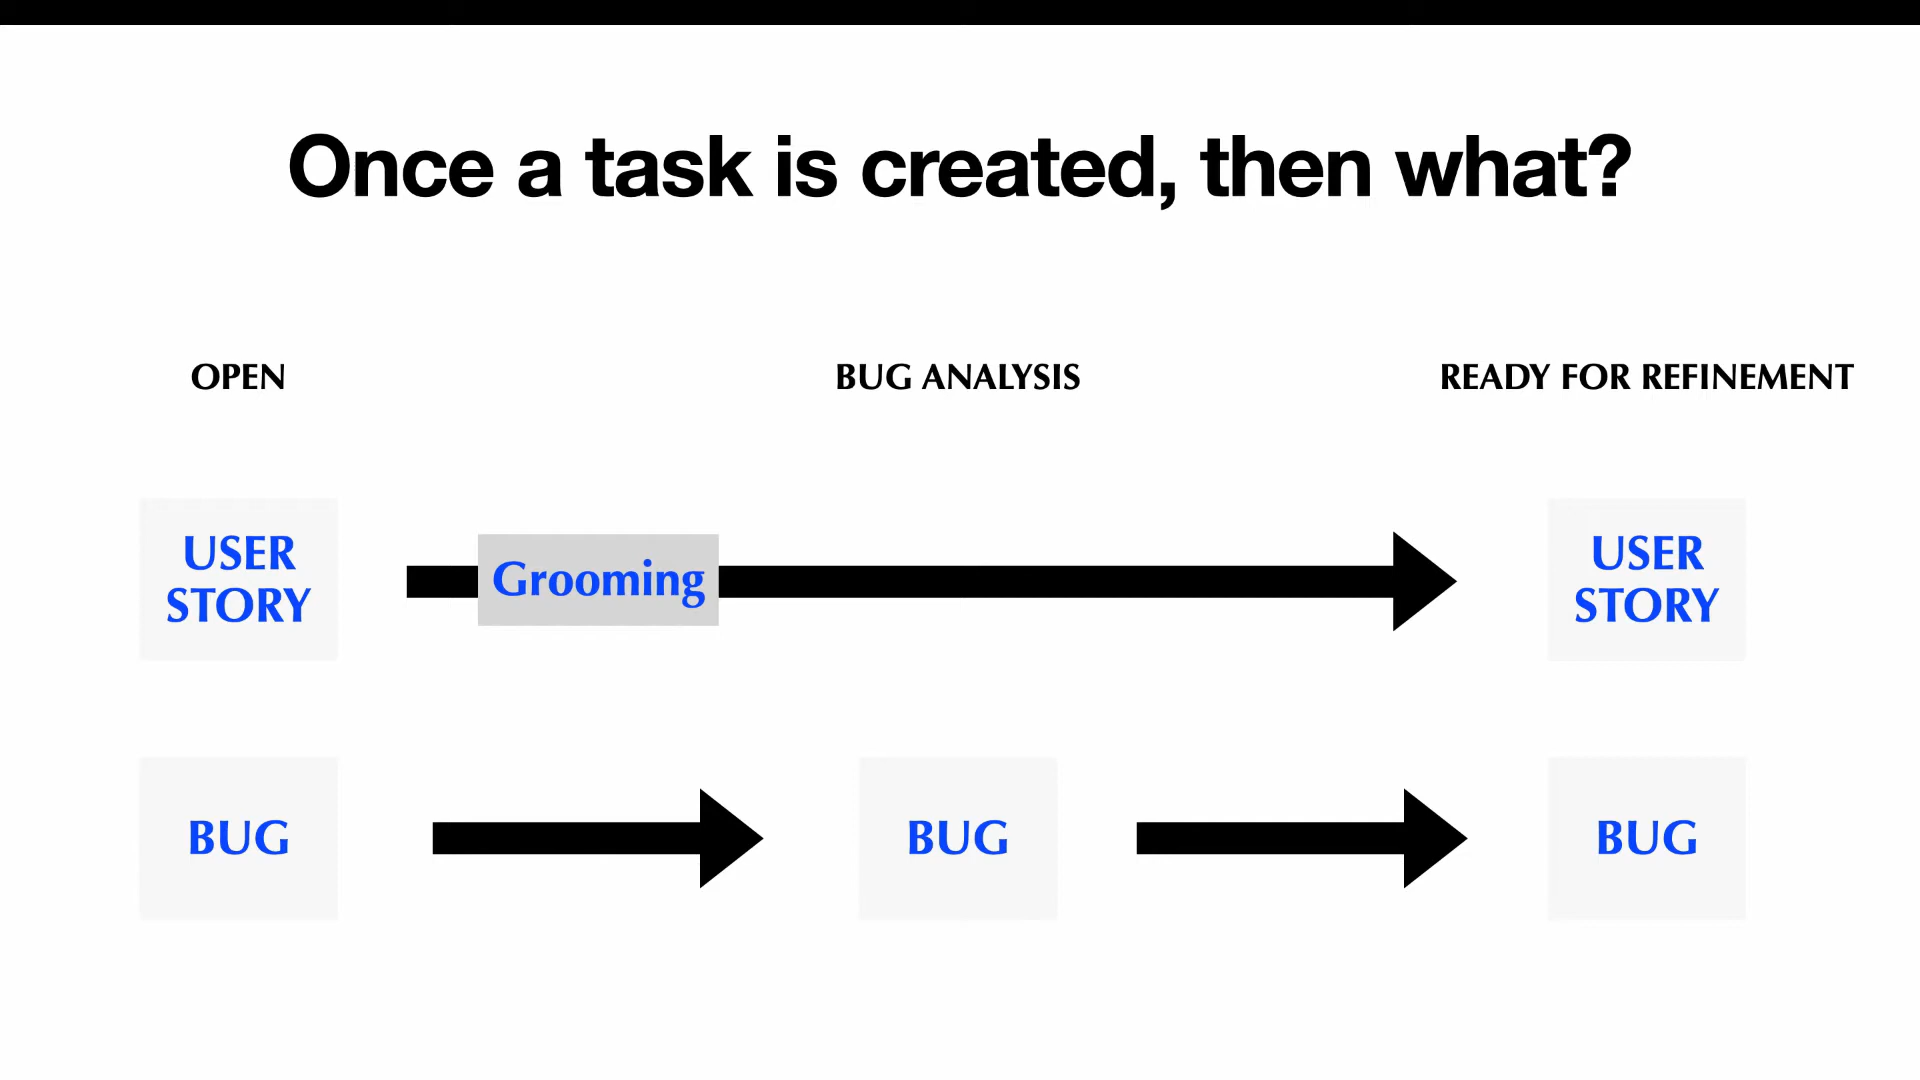 Once a task is created, then what?
OPEN
BUG ANALYSIS
READY FOR REFINEMENT
USER
STORY
Grooming
USER
STORY
BUG
BUG
BUG